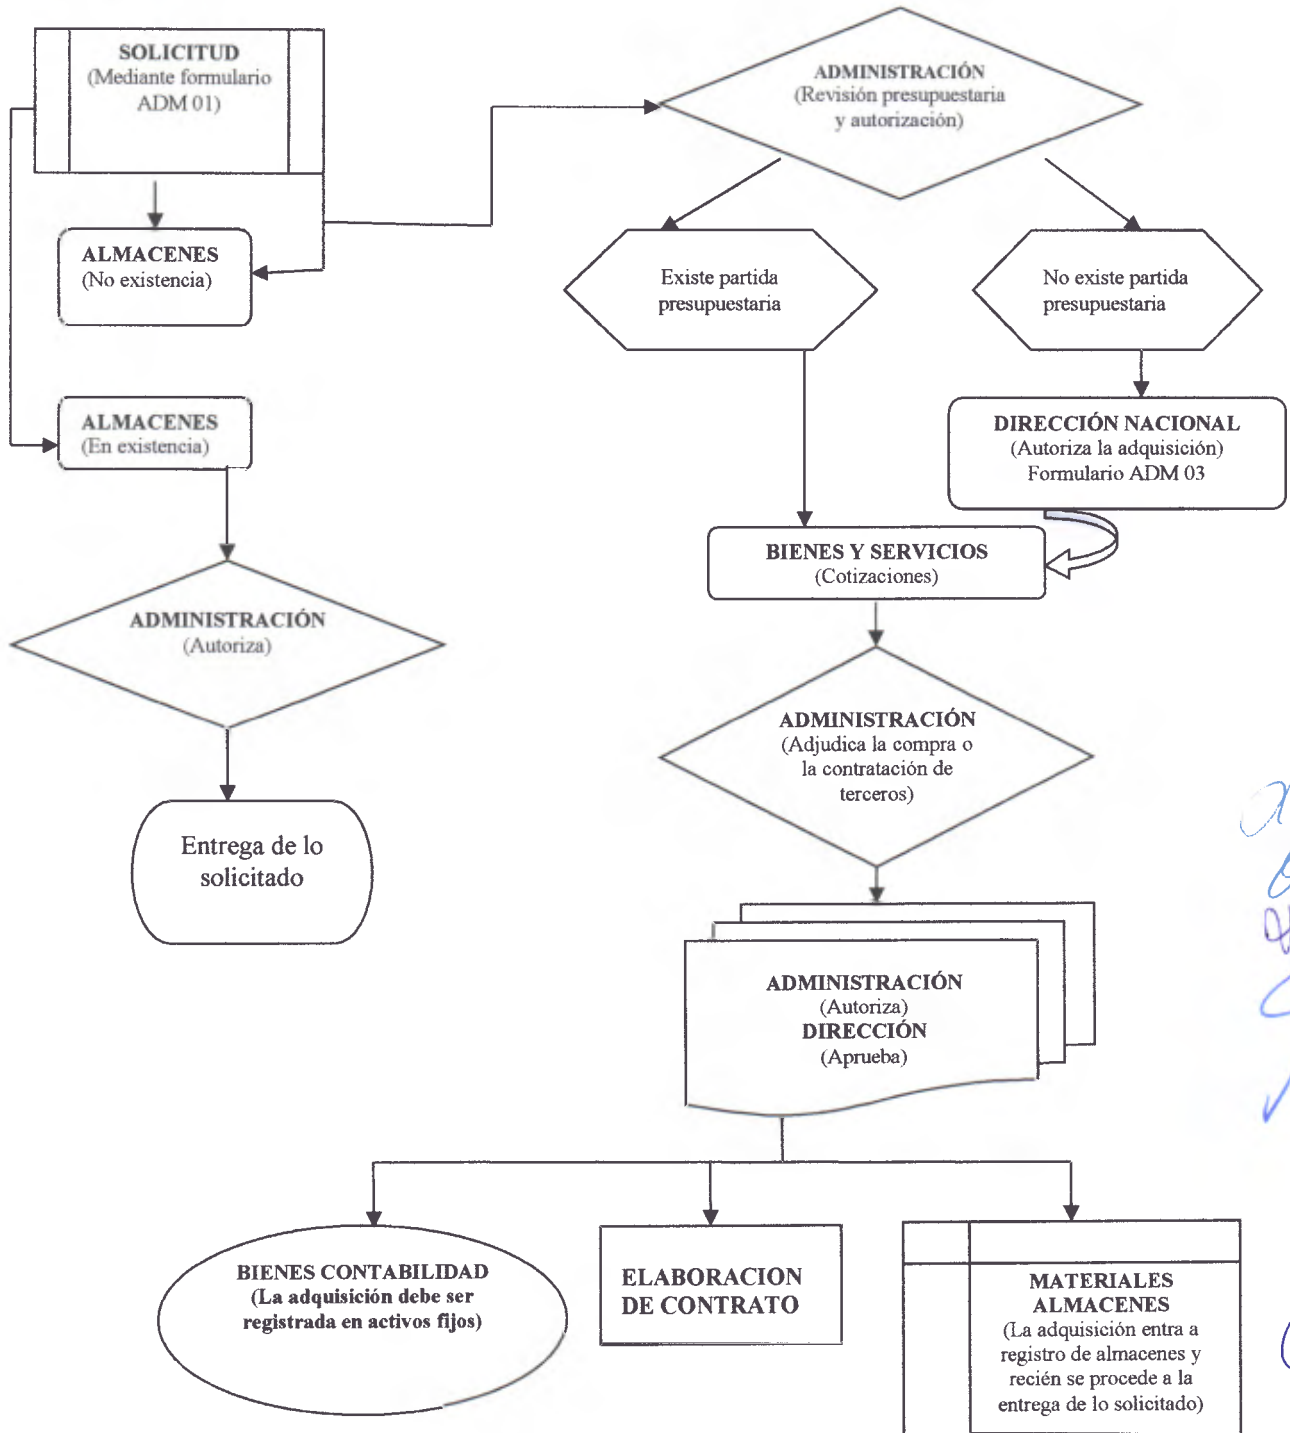 SOLICITUD
(Mediante formulario
ADM 01)
ADMINISTRACIÓN
(Revisión presupuestaria
y autorización)
ALMACENES
(No existencia)
Existe partida
presupuestaria
No existe partida
presupuestaria
ALMACENES
(En existencia)
DIRECCIÓN NACIONAL
(Autoriza la adquisición)
Formulario ADM 03
BIENES Y SERVICIOS
(Cotizaciones)
ADMINISTRACIÓN
(Autoriza)
ADMINISTRACIÓN
(Adjudica la compra o
la contratación de
terceros)
Entrega de lo
solicitado
ADMINISTRACIÓN
(Autoriza)
DIRECCIÓN
(Aprueba)
BIENES CONTABILIDAD
(La adquisición debe ser
registrada en activos fijos)
ELABORACION
DE CONTRATO
MATERIALES
ALMACENES
(La adquisición entra a
registro de almacenes y
recién se procede a la
entrega de lo solicitado)